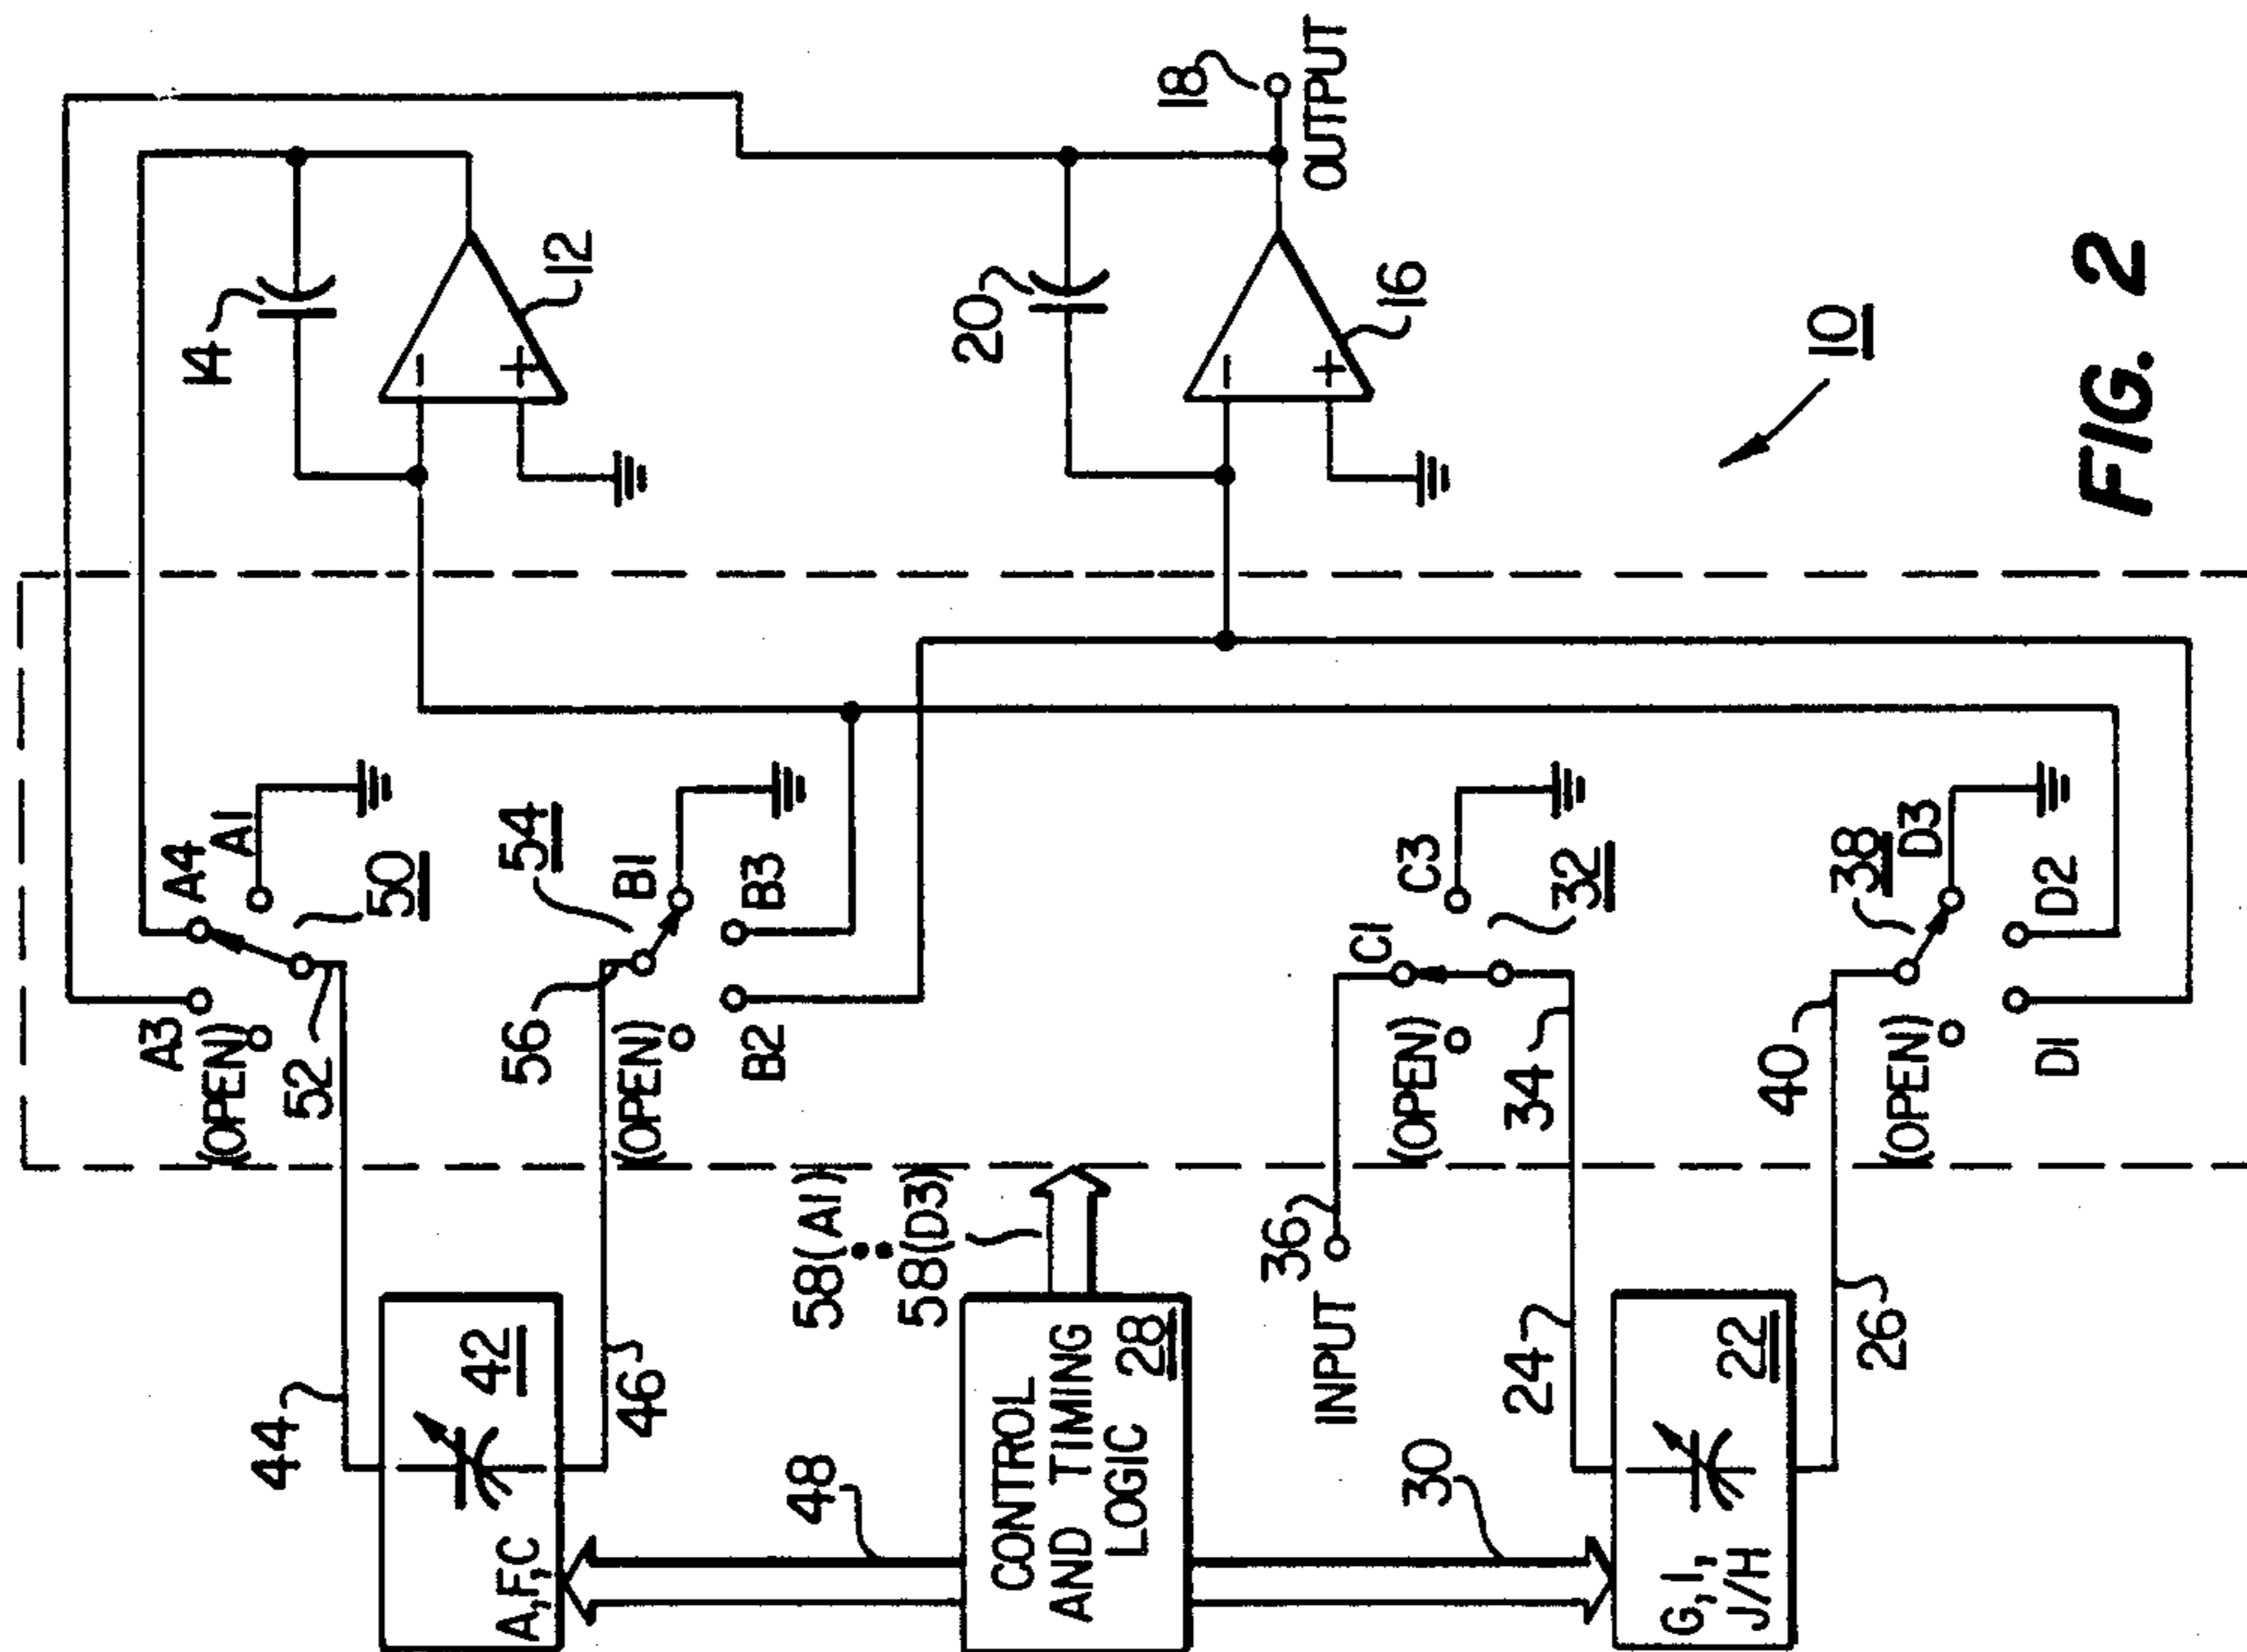 A3
A4
(OPEN)
A1
52
50
44
42
A,F,C
46
14
12
54
56
B1
(OPEN)
B3
B2
48
58(A1)
58(D3)
CONTROL
AND TIMING
LOGIC 28
20
16
18
OUTPUT
36
INPUT
C1
C3
(OPEN)
32
34
24
30
22
G,I,
J/H
26
40
38
D3
(OPEN)
D2
D1
10
FIG. 2